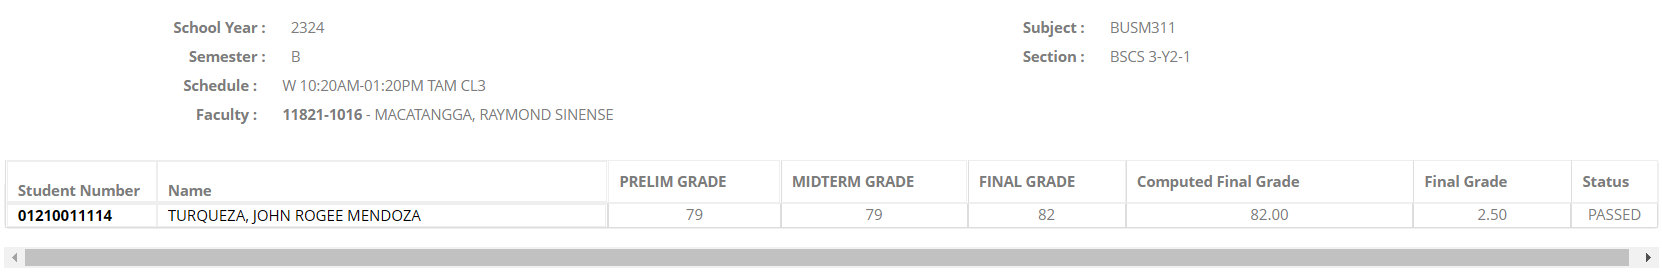 School Year : 2324 Subject : BUSM311
Semester : B Section : BSCS 3-Y2-1
Schedule : W 10:20AM-01:20PM TAM CL3
Faculty : 11821-1016 - MACATANGGA, RAYMOND SINENSE
Student Number Name PRELIM GRADE MIDTERM GRADE FINAL GRADE Computed Final Grade Final Grade Status
01210011114 TURQUEZA, JOHN ROGEE MENDOZA 79 79 82 82.00 2.50 PASSED